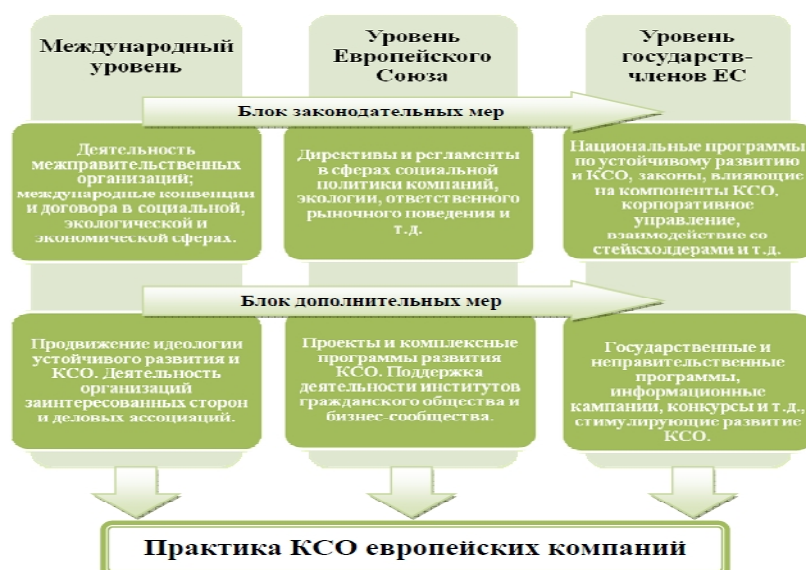 Международный
уровень
Уровень
Европейского
Союза
Уровень
государств-
членов ЕС
Блок законодательных мер
Деятельность
межправительственных
организаций;
международные конвенции
и договора в социальной,
экологической и
экономической сферах.
Директивы и регламенты
в сферах социальной
политики компаний,
экологии, ответственного
рыночного поведения и
т.д.
Национальные программы
по устойчивому развитию
и КСО, законы, влияющие
на компоненты КСО,
корпоративное
управление,
взаимодействие со
стейкхолдерами и т.д.
Блок дополнительных мер
Продвижение идеологии
устойчивого развития и
КСО. Деятельность
организаций
заинтересованных сторон
и деловых ассоциаций.
Проекты и комплексные
программы развития
КСО. Поддержка
деятельности институтов
гражданского общества и
бизнес-сообщества.
Государственные и
неправительственные
программы,
информационные
кампании, конкурсы и т.д.,
стимулирующие развитие
КСО.
Практика КСО европейских компаний